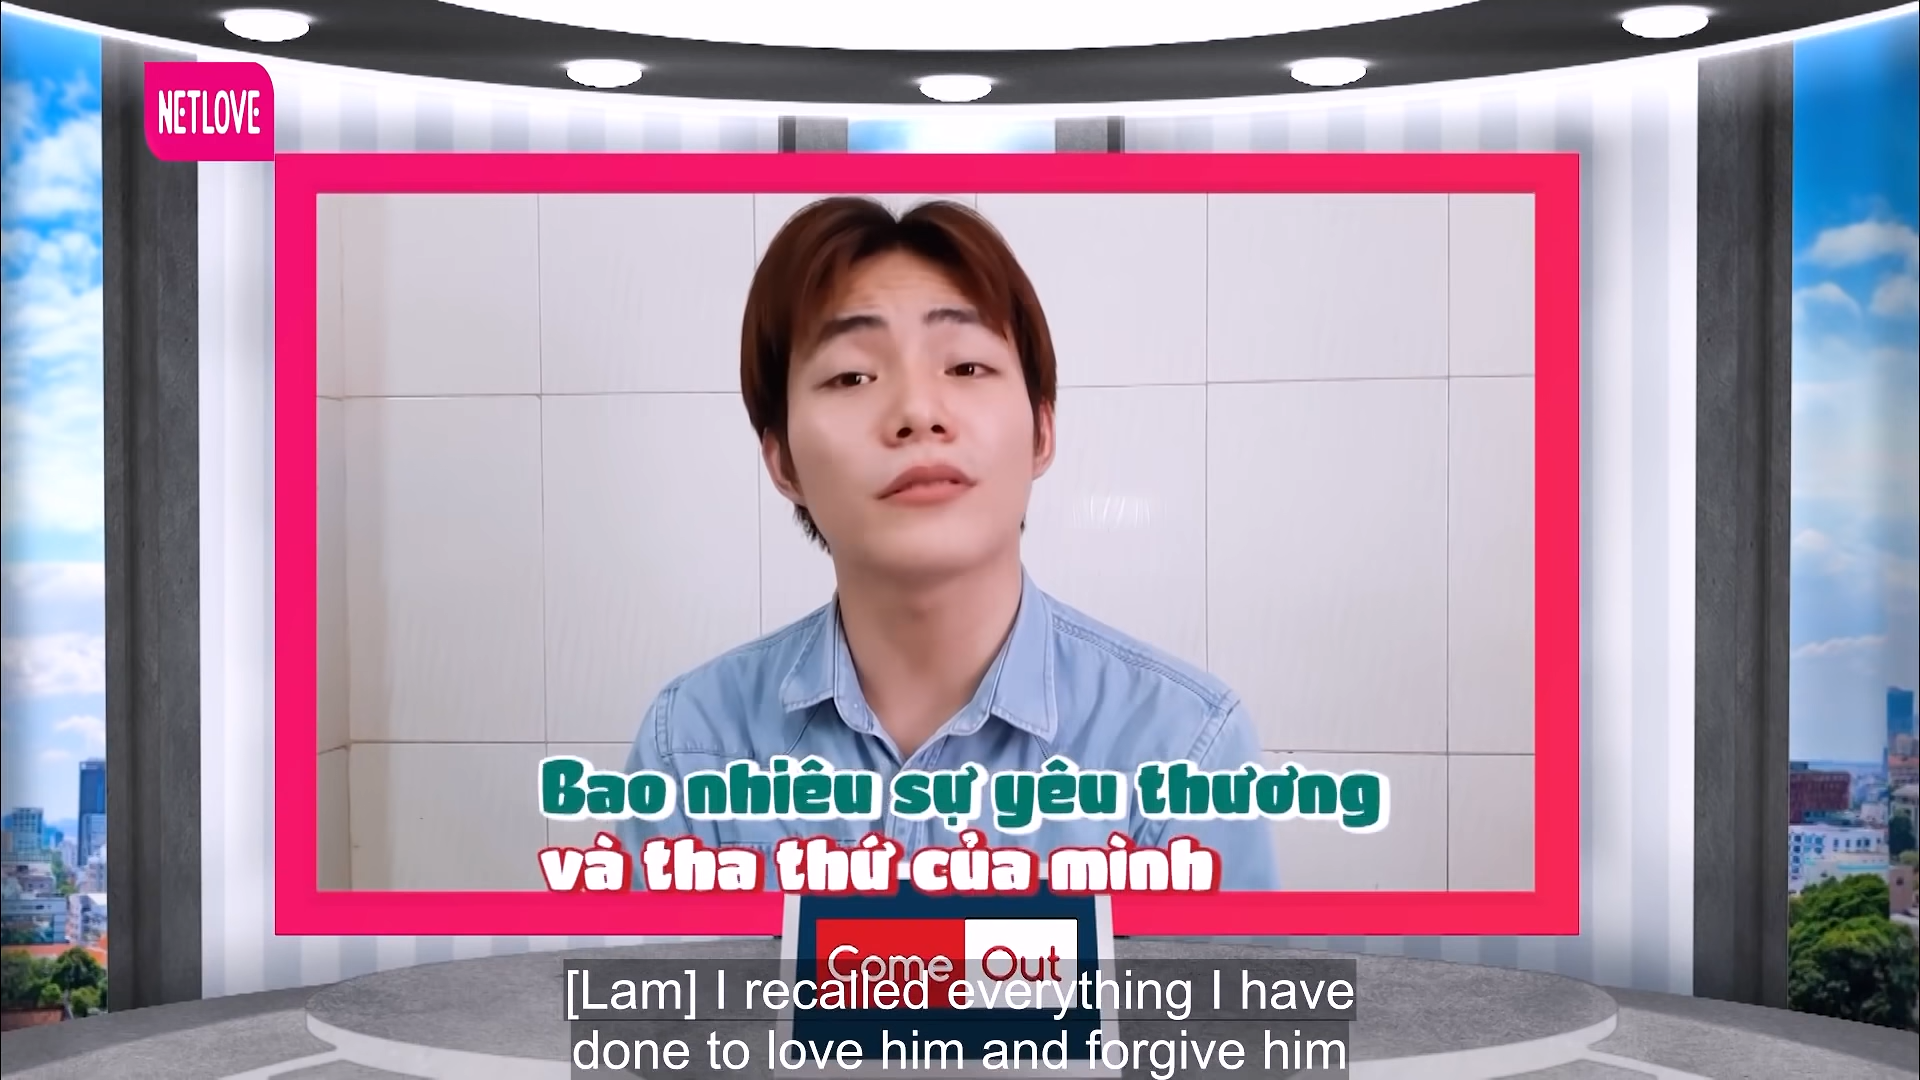 NETLOVE
Bao nhiêu sự yêu thương
và tha thứ của mình
Come Out
[Lam] I recalled everything I have
done to love him and forgive him